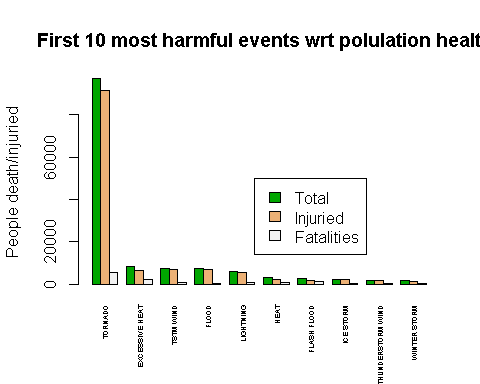 First 10 most harmful events wrt polulation healt
People death/injuried
0
20000
60000
Total
Injuried
Fatalities
TORNADO
EXCESSIVE HEAT
TSTM WIND
FLOOD
LIGHTNING
HEAT
FLASH FLOOD
ICE STORM
THUNDERSTORM WIND
WINTER STORM